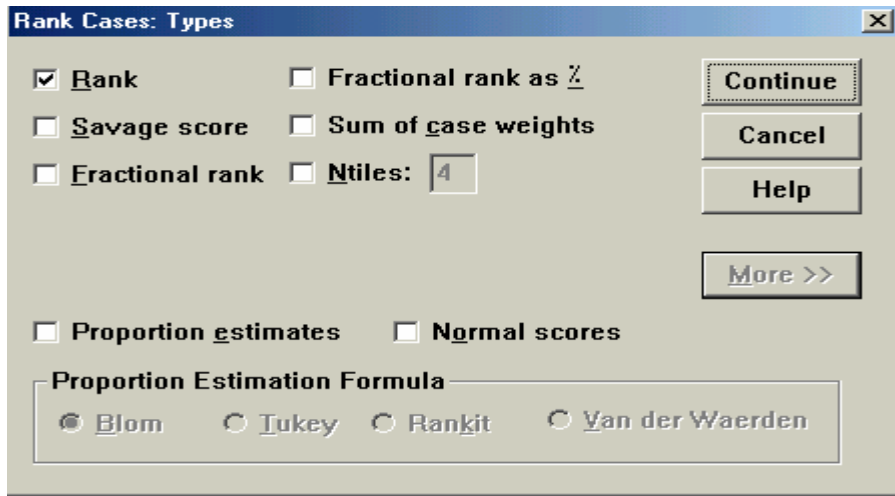 Rank Cases: Types
Rank
Fractional rank as %
Continue
Savage score
Sum of case weights
Cancel
Fractional rank
Ntiles: 4
Help
More >>
Proportion estimates
Normal scores
Proportion Estimation Formula
Blom
Tukey
Rankit
Van der Waerden